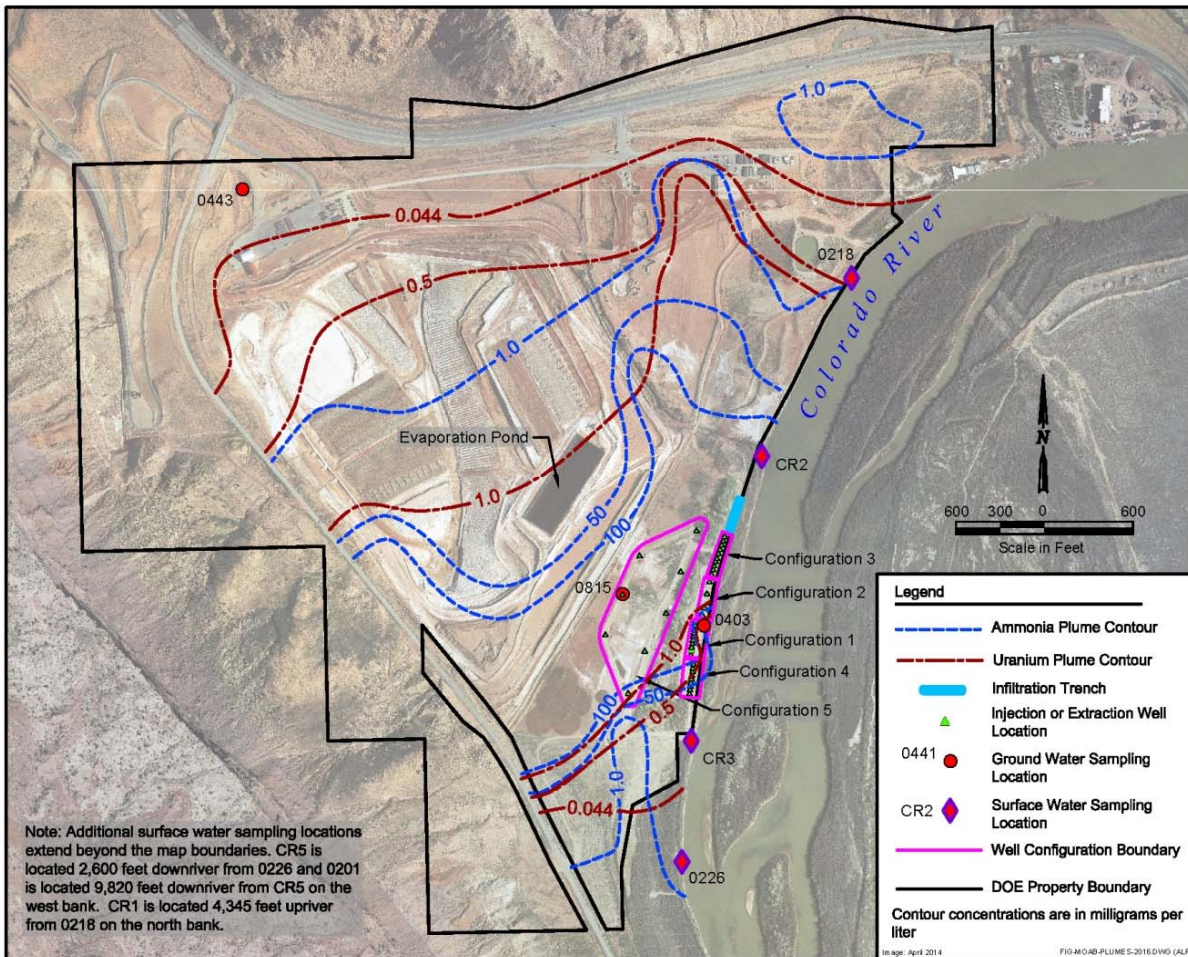 1.0
0443
0.044
0218
0.5
Colorado River
1.0
Evaporation Pond
CR2
N
1.0
50
100
600 300 0 600
Scale in Feet
Configuration 3
0815
Configuration 2
0403
1.0
Configuration 1
Configuration 4
100
50
0.5
Configuration 5
CR3
1.0
0.044
0226
Note: Additional surface water sampling locations
extend beyond the map boundaries. CR5 is
located 2,600 feet downriver from 0226 and 0201
is located 9,820 feet downriver from CR5 on the
west bank. CR1 is located 4,345 feet upriver
from 0218 on the north bank.
Legend
Ammonia Plume Contour
Uranium Plume Contour
Infiltration Trench
Injection or Extraction Well
Location
0441 Ground Water Sampling
Location
CR2 Surface Water Sampling
Location
Well Configuration Boundary
DOE Property Boundary
Contour concentrations are in milligrams per
liter
Image: April 2014